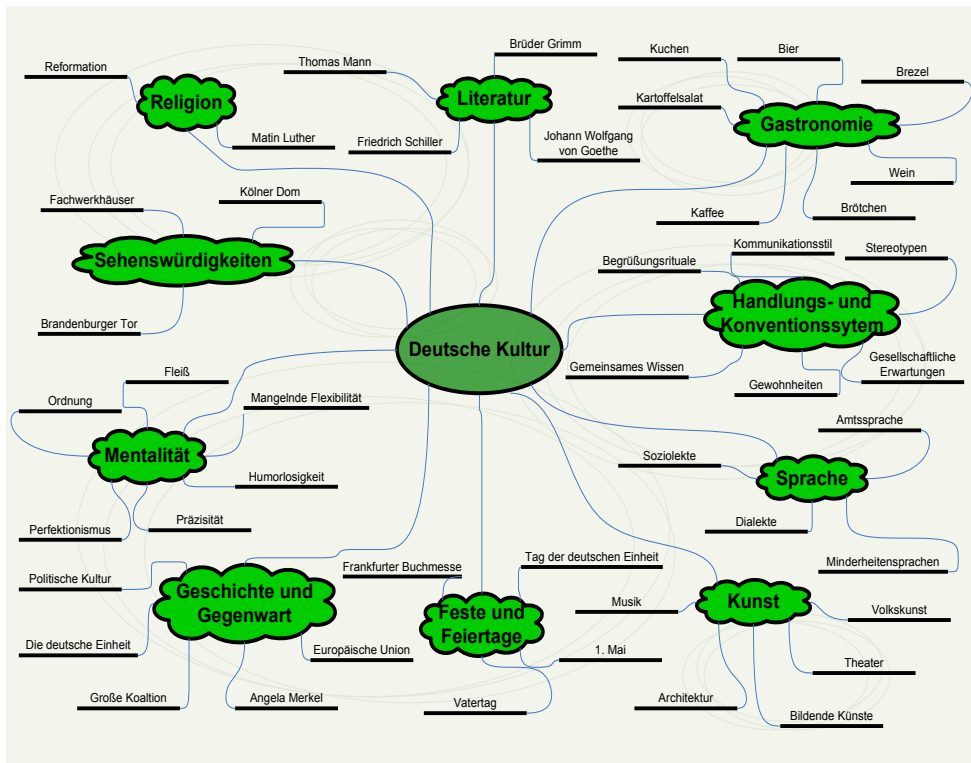 Brüder Grimm
Thomas Mann
Literatur
Friedrich Schiller
Johann Wolfgang
von Goethe
Reformation
Religion
Matin Luther
Kuchen
Bier
Brezel
Kartoffelsalat
Gastronomie
Wein
Kaffee
Brötchen
Fachwerkhäuser
Kölner Dom
Sehenswürdigkeiten
Brandenburger Tor
Kommunikationsstil
Stereotypen
Begrüßungsrituale
Handlungs- und
Konventionssytem
Gemeinsames Wissen
Gewohnheiten
Gesellschaftliche
Erwartungen
Deutsche Kultur
Fleiß
Ordnung
Mangelnde Flexibilität
Mentalität
Humorlosigkeit
Perfektionismus
Präzisität
Amtssprache
Soziolekte
Sprache
Dialekte
Minderheitensprachen
Politische Kultur
Geschichte und
Gegenwart
Die deutsche Einheit
Europäische Union
Große Koaltion
Angela Merkel
Frankfurter Buchmesse
Tag der deutschen Einheit
Feste und
Feiertage
1. Mai
Vatertag
Musik
Kunst
Volkskunst
Theater
Architektur
Bildende Künste